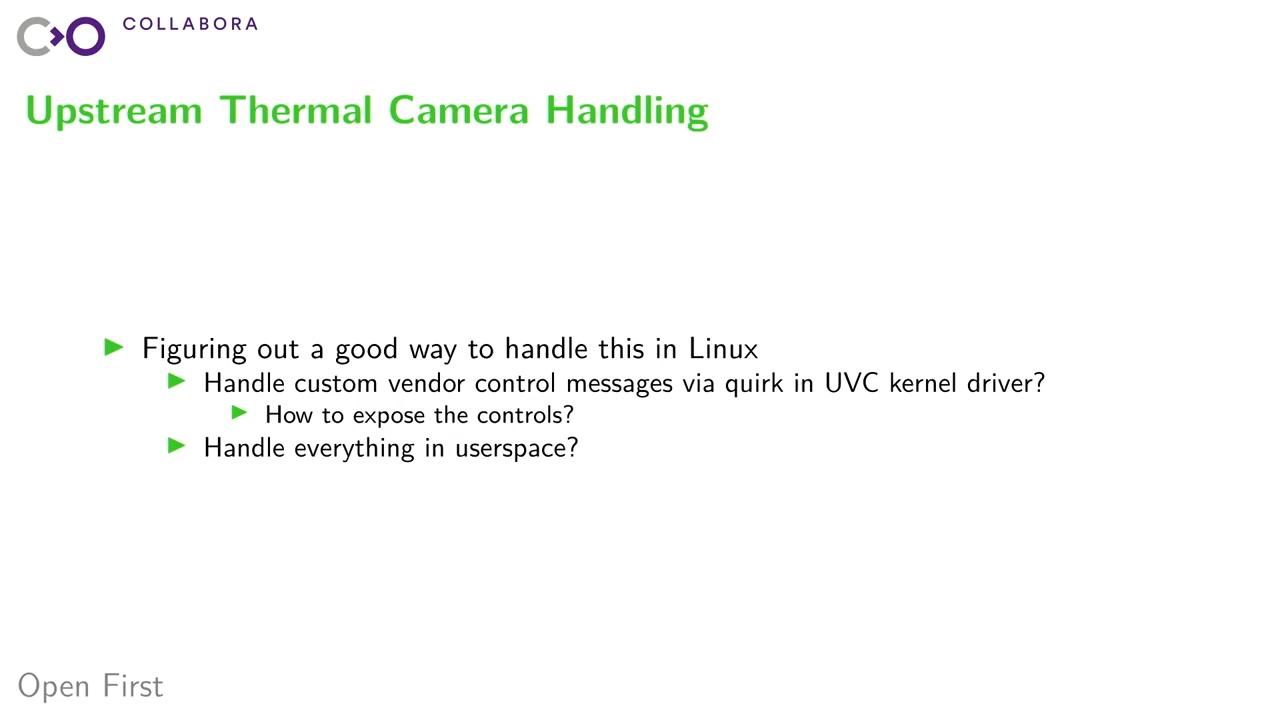 COLLABORA
Upstream Thermal Camera Handling
Figuring out a good way to handle this in Linux
Handle custom vendor control messages via quirk in UVC kernel driver?
How to expose the controls?
Handle everything in userspace?
Open First